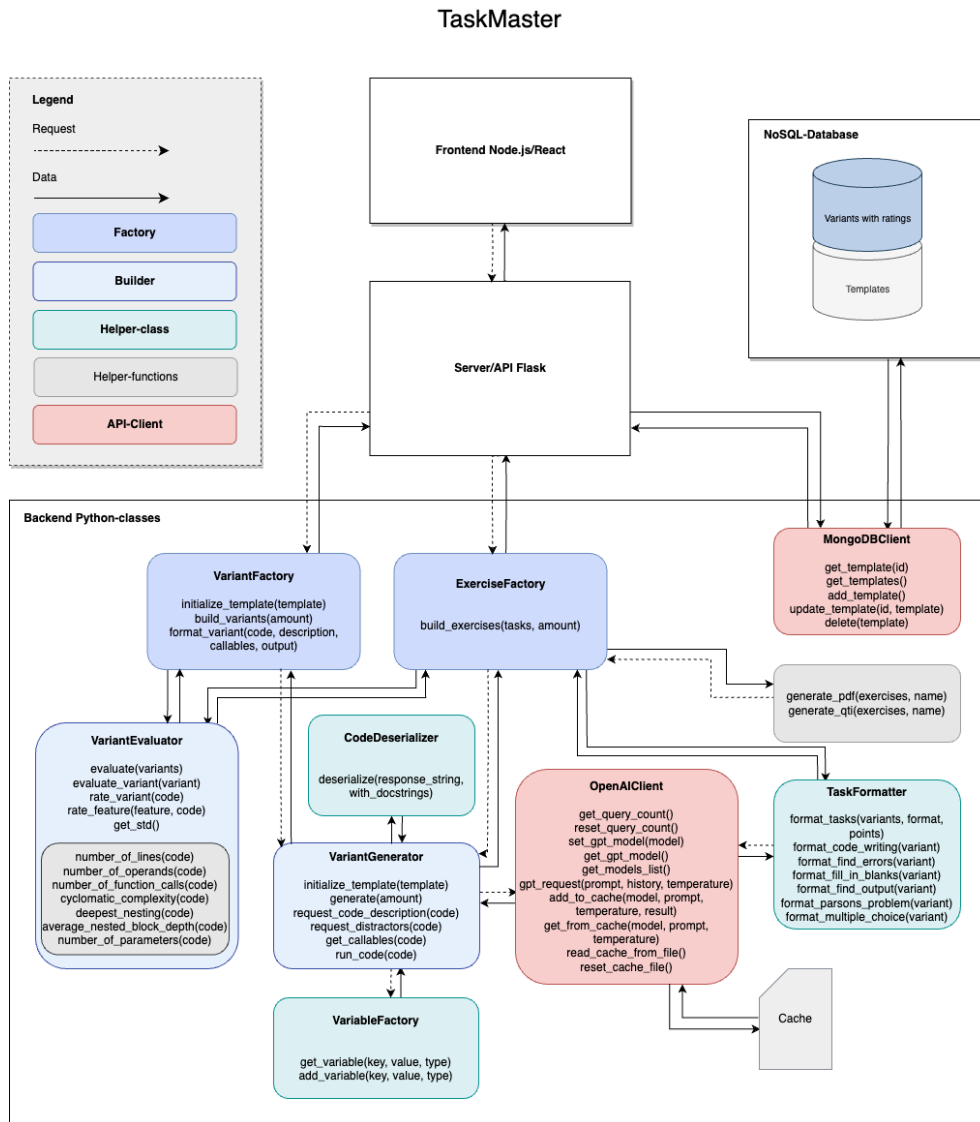 TaskMaster
Legend
Request
Data
Factory
Builder
Helper-class
Helper-functions
API-Client
Frontend Node.js/React
NoSQL-Database
Variants with ratings
Templates
Server/API Flask
Backend Python-classes
VariantFactory
initialize_template(template)
build_variants(amount)
format_variant(code, description,
callables, output)
ExerciseFactory
build_exercises(tasks, amount)
MongoDBClient
get_template(id)
get_templates()
add_template()
update_template(id, template)
delete(template)
generate_pdf(exercises, name)
generate_qti(exercises, name)
VariantEvaluator
evaluate(variants)
evaluate_variant(variant)
rate_variant(code)
rate_feature(feature, code)
get_std()
number_of_lines(code)
number_of_operands(code)
number_of_function_calls(code)
cyclomatic_complexity(code)
deepest_nesting(code)
average_nested_block_depth(code)
number_of_parameters(code)
CodeDeserializer
deserialize(response_string,
with_docstrings)
VariantGenerator
initialize_template(template)
generate(amount)
request_code_description(code)
request_distractors(code)
get_callables(code)
run_code(code)
VariableFactory
get_variable(key, value, type)
add_variable(key, value, type)
OpenAIClient
get_query_count()
reset_query_count()
set_gpt_model(model)
get_gpt_model()
get_models_list()
gpt_request(prompt, history, temperature)
add_to_cache(model, prompt,
temperature, result)
get_from_cache(model, prompt,
temperature)
read_cache_from_file()
reset_cache_file()
TaskFormatter
format_tasks(variants, format,
points)
format_code_writing(variant)
format_find_errors(variant)
format_fill_in_blanks(variant)
format_find_output(variant)
format_parsons_problem(variant)
format_multiple_choice(variant)
Cache